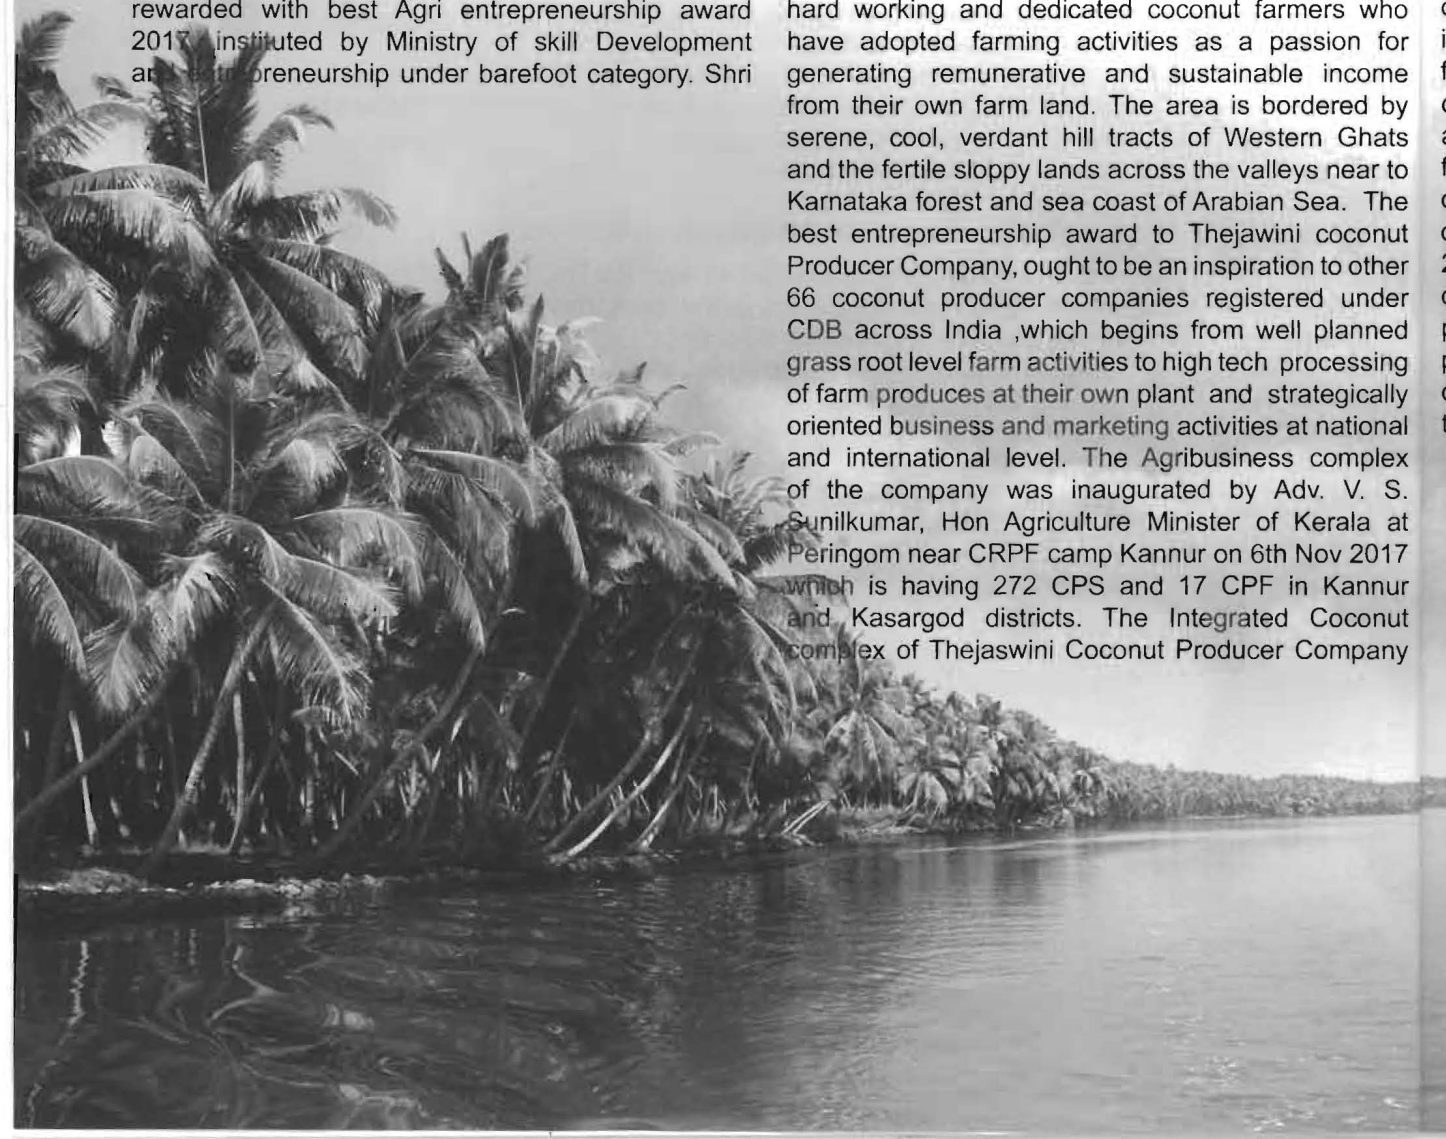 rewarded with best Agri entrepreneurship award
2017 instituted by Ministry of skill Development
and entrepreneurship under barefoot category. Shri
hard working and dedicated coconut farmers who
have adopted farming activities as a passion for
generating remunerative and sustainable income
from their own farm land. The area is bordered by
serene, cool, verdant hill tracts of Western Ghats
and the fertile sloppy lands across the valleys near to
Karnataka forest and sea coast of Arabian Sea. The
best entrepreneurship award to Thejawini coconut
Producer Company, ought to be an inspiration to other
66 coconut producer companies registered under
CDB across India ,which begins from well planned
grass root level farm activities to high tech processing
of farm produces at their own plant and strategically
oriented business and marketing activities at national
and international level. The Agribusiness complex
of the company was inaugurated by Adv. V. S.
Sunilkumar, Hon Agriculture Minister of Kerala at
Peringom near CRPF camp Kannur on 6th Nov 2017
which is having 272 CPS and 17 CPF in Kannur
and Kasargod districts. The Integrated Coconut
complex of Thejaswini Coconut Producer Company